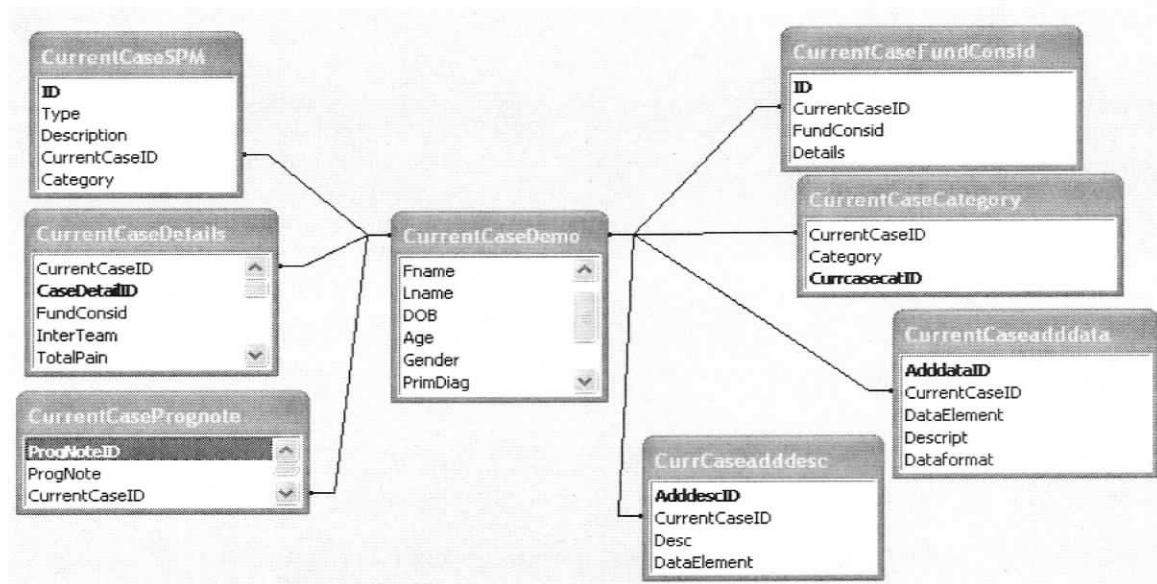 CurrentCaseSPM
ID
Type
Description
CurrentCaseID
Category
CurrentCaseDetails
CurrentCaseID
CaseDetailID
FundConsid
InterTeam
TotalPain
CurrentCasePrognote
ProgNoteID
ProgNote
CurrentCaseID
CurrentCaseDemo
Fname
Lname
DOB
Age
Gender
PrimDiag
CurrentCaseFundConsid
ID
CurrentCaseID
FundConsid
Details
CurrentCaseCategory
CurrentCaseID
Category
CurrcasecatID
CurrentCaseadddata
AdddataID
CurrentCaseID
DataElement
Descript
Dataformat
CurrCaseadddesc
AdddescID
CurrentCaseID
Desc
DataElement